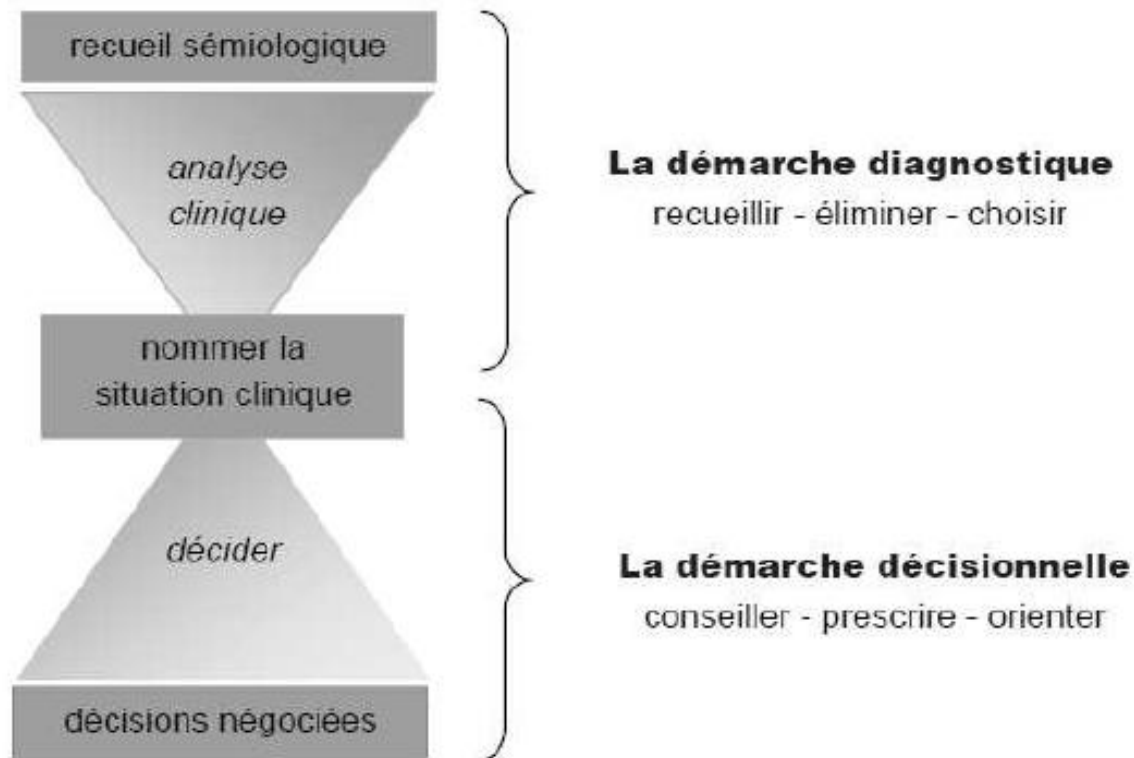 recueil sémiologique
analyse
clinique
La démarche diagnostique
recueillir - éliminer - choisir
nommer la
situation clinique
décider
La démarche décisionnelle
conseiller - prescrire - orienter
décisions négociées